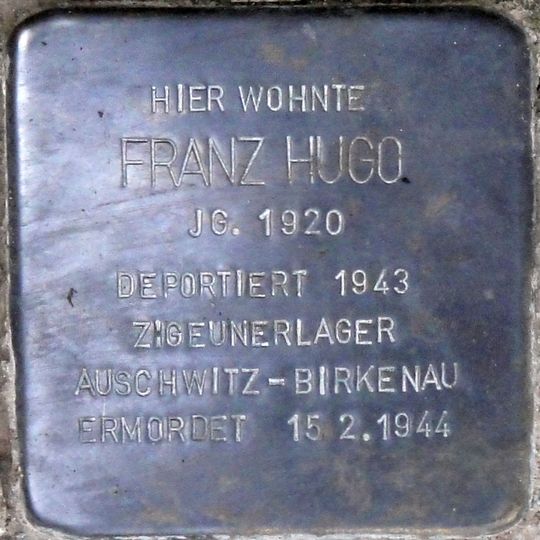 HIER WOHNTE
FRANZ HUGO
JG. 1920
DEPORTIERT 1943
ZIGEUNERLAGER
AUSCHWITZ-BIRKENAU
ERMORDET 15.2.1944